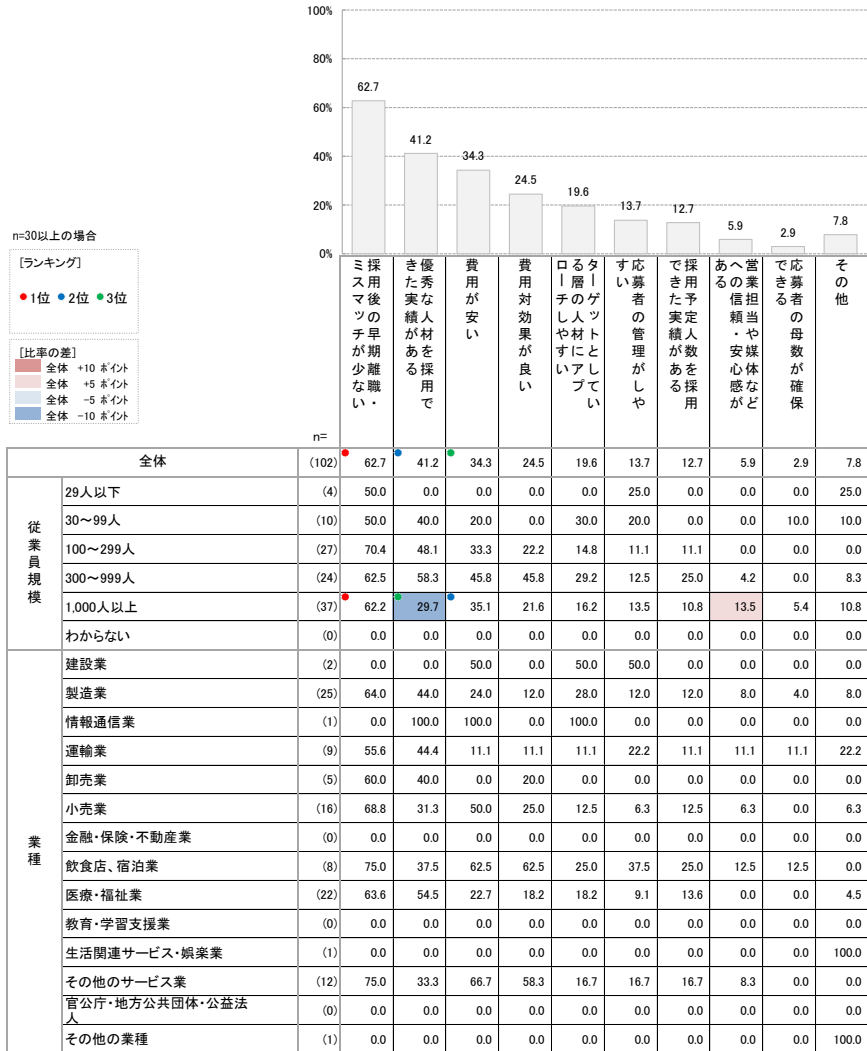 100%
80%
60%
40%
20%
0%
62.7
41.2
34.3
24.5
19.6
13.7
12.7
5.9
2.9
7.8
n=30以上の場合
[ランキング]
●1位 ●2位 ●3位
[比率の差]
全体 +10 ポイント
全体 +5 ポイント
全体 -5 ポイント
全体 -10 ポイント
n=
採用後の早期離職・
ミスマッチが少ない
優秀な人材を採用で
きた実績がある
費用が安い
費用対効果が良い
ターゲットとしてい
る層の人材にアプ
ローチしやすい
応募者の管理がしや
すい
採用予定人数を採用
できた実績がある
営業担当や媒体など
への信頼・安心感が
ある
応募者の母数が確保
できる
その他
全体 (102) 62.7 41.2 34.3 24.5 19.6 13.7 12.7 5.9 2.9 7.8
従業員規模
29人以下 (4) 50.0 0.0 0.0 0.0 0.0 25.0 0.0 0.0 0.0 25.0
30～99人 (10) 50.0 40.0 20.0 0.0 30.0 20.0 0.0 0.0 10.0 10.0
100～299人 (27) 70.4 48.1 33.3 22.2 14.8 11.1 11.1 0.0 0.0 0.0
300～999人 (24) 62.5 58.3 45.8 45.8 29.2 12.5 25.0 4.2 0.0 8.3
1,000人以上 (37) 62.2 29.7 35.1 21.6 16.2 13.5 10.8 13.5 5.4 10.8
わからない (0) 0.0 0.0 0.0 0.0 0.0 0.0 0.0 0.0 0.0 0.0
業種
建設業 (2) 0.0 0.0 50.0 0.0 50.0 50.0 0.0 0.0 0.0 0.0
製造業 (25) 64.0 44.0 24.0 12.0 28.0 12.0 12.0 8.0 4.0 8.0
情報通信業 (1) 0.0 100.0 100.0 0.0 100.0 0.0 0.0 0.0 0.0 0.0
運輸業 (9) 55.6 44.4 11.1 11.1 11.1 22.2 11.1 11.1 11.1 22.2
卸売業 (5) 60.0 40.0 0.0 20.0 0.0 0.0 0.0 0.0 0.0 0.0
小売業 (16) 68.8 31.3 50.0 25.0 12.5 6.3 12.5 6.3 0.0 6.3
金融・保険・不動産業 (0) 0.0 0.0 0.0 0.0 0.0 0.0 0.0 0.0 0.0 0.0
飲食店、宿泊業 (8) 75.0 37.5 62.5 62.5 25.0 37.5 25.0 12.5 12.5 0.0
医療・福祉業 (22) 63.6 54.5 22.7 18.2 18.2 9.1 13.6 0.0 0.0 4.5
教育・学習支援業 (0) 0.0 0.0 0.0 0.0 0.0 0.0 0.0 0.0 0.0 0.0
生活関連サービス・娯楽業 (1) 0.0 0.0 0.0 0.0 0.0 0.0 0.0 0.0 0.0 100.0
その他のサービス業 (12) 75.0 33.3 66.7 58.3 16.7 16.7 16.7 8.3 0.0 0.0
官公庁・地方公共団体・公益法
人 (0) 0.0 0.0 0.0 0.0 0.0 0.0 0.0 0.0 0.0 0.0
その他の業種 (1) 0.0 0.0 0.0 0.0 0.0 0.0 0.0 0.0 0.0 100.0